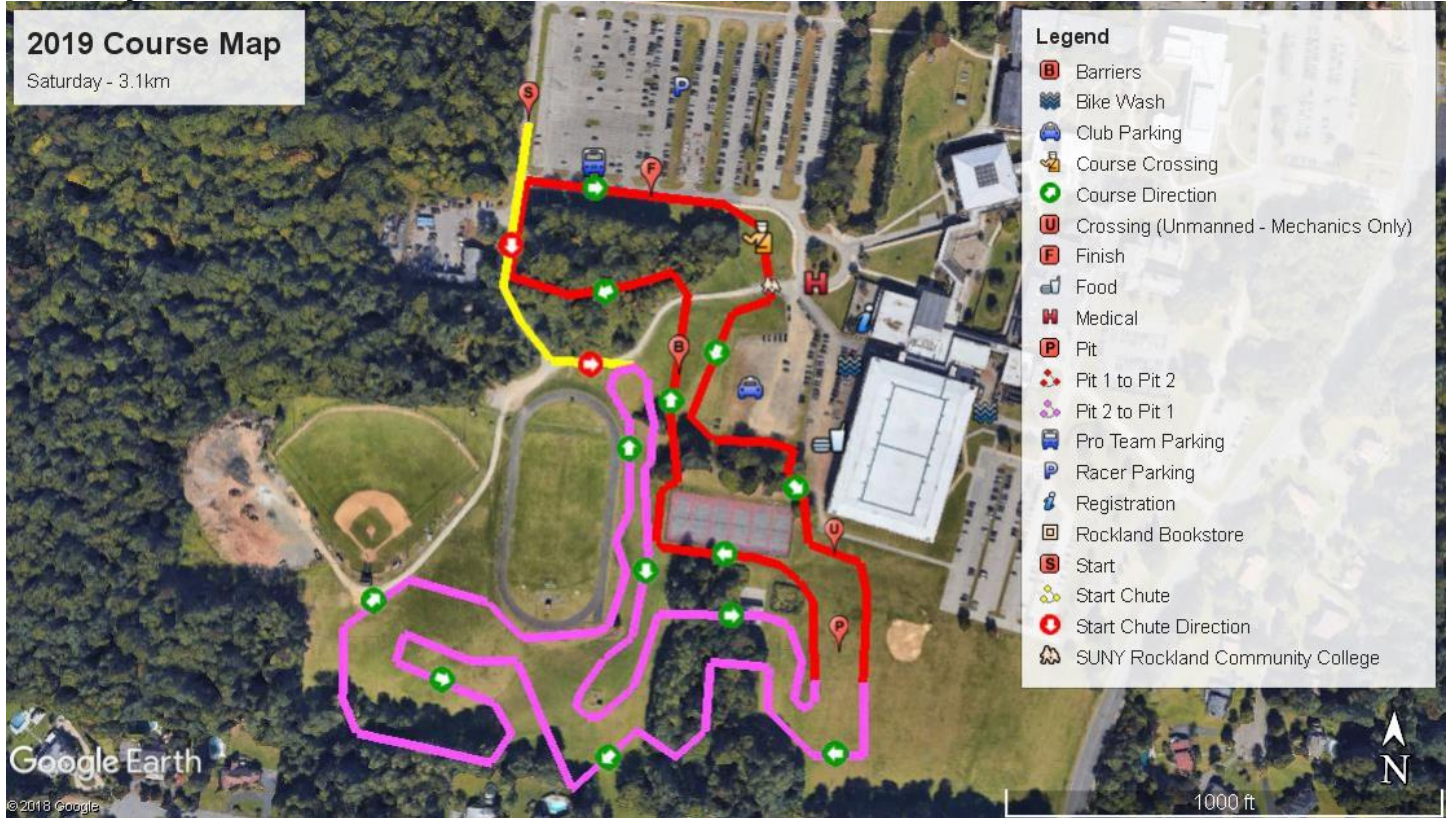 2019 Course Map
Saturday - 3.1km
Legend
B Barriers
Bike Wash
Club Parking
Course Crossing
Course Direction
U Crossing (Unmanned - Mechanics Only)
F Finish
Food
H Medical
P Pit
Pit 1 to Pit 2
Pit 2 to Pit 1
Pro Team Parking
P Racer Parking
i Registration
Rockland Bookstore
S Start
Start Chute
Start Chute Direction
SUNY Rockland Community College
S
P
F
H
i
B
U
P
Google Earth
© 2018 Google
N
1000 ft